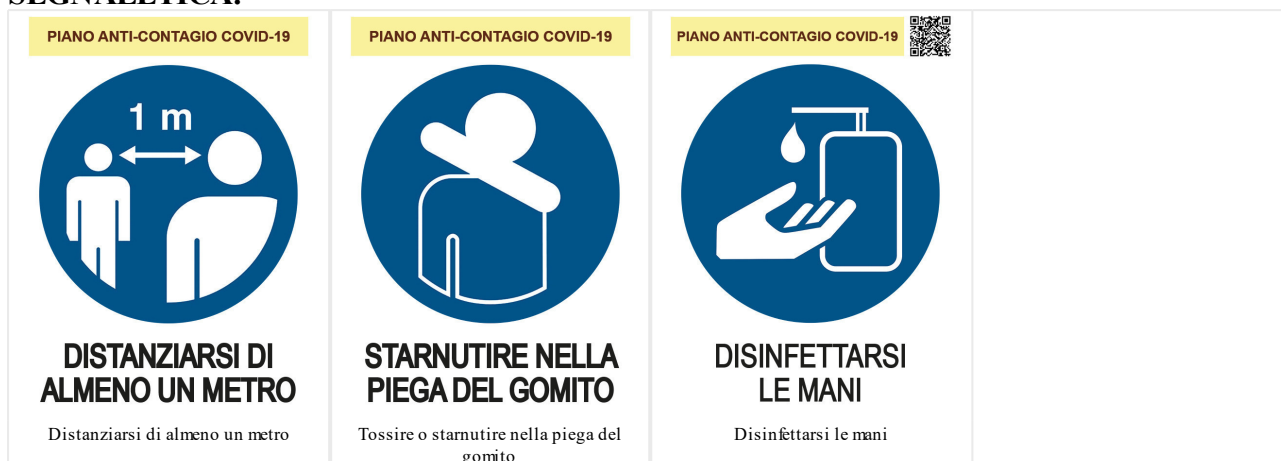 SEGNALETICA:
PIANO ANTI-CONTAGIO COVID-19
1 m
DISTANZIARSI DI
ALMENO UN METRO
Distanziarsi di almeno un metro
PIANO ANTI-CONTAGIO COVID-19
STARNUTIRE NELLA
PIEGA DEL GOMITO
Tossire o starnutire nella piega del
gomito
PIANO ANTI-CONTAGIO COVID-19
DISINFETTARSI
LE MANI
Disinfettarsi le mani